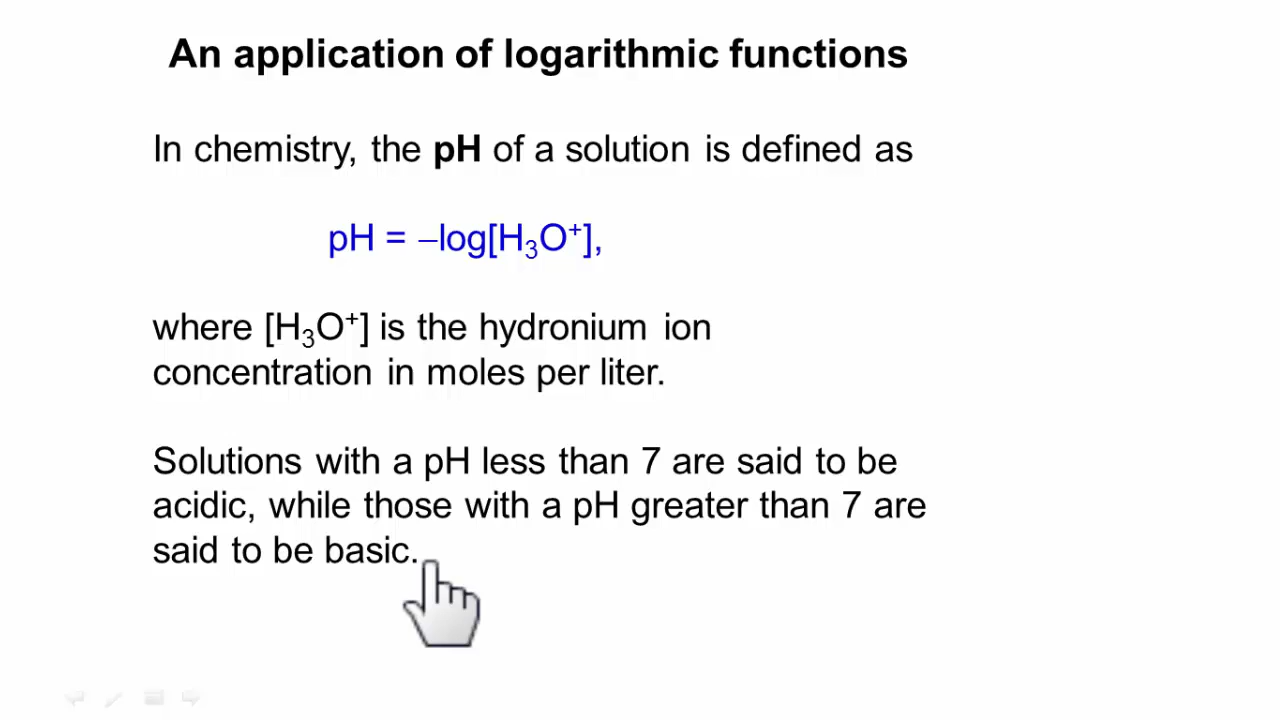 An application of logarithmic functions
In chemistry, the pH of a solution is defined as
pH = –log[H₃O⁺],
where [H₃O⁺] is the hydronium ion
concentration in moles per liter.
Solutions with a pH less than 7 are said to be
acidic, while those with a pH greater than 7 are
said to be basic.